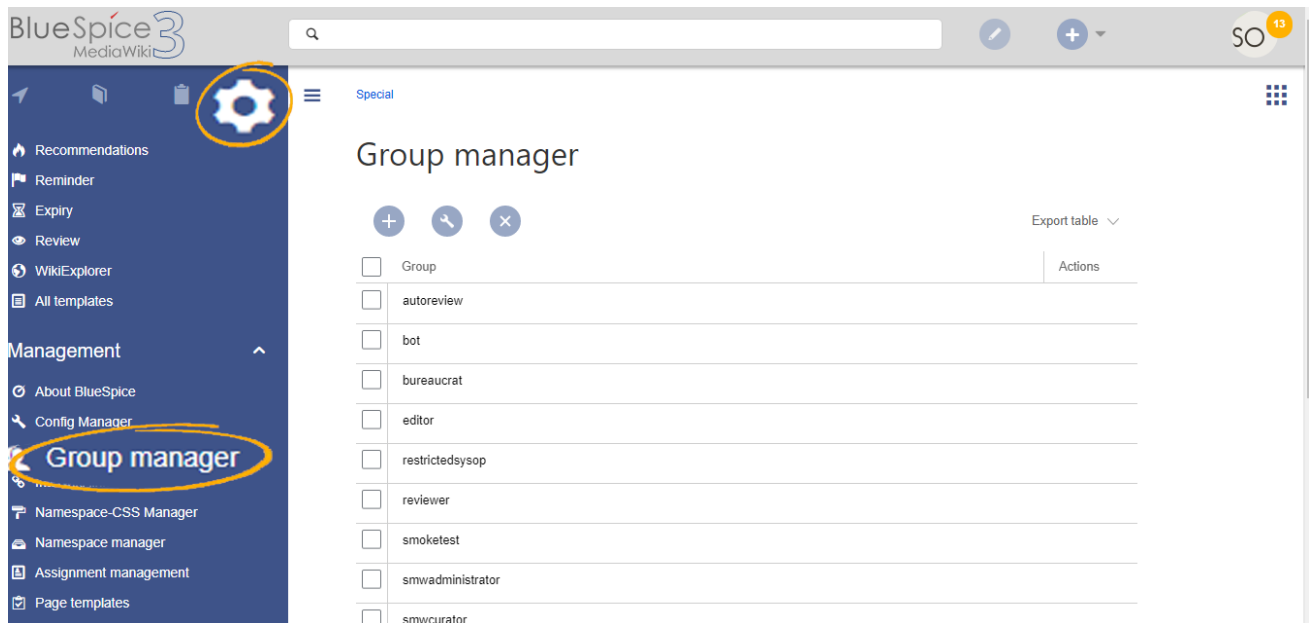 BlueSpice 3
MediaWiki
SO
13
Recommendations
Reminder
Expiry
Review
WikiExplorer
All templates
Management
About BlueSpice
Config Manager
Group manager
Namespace-CSS Manager
Namespace manager
Assignment management
Page templates
Special
Group manager
Export table
Group
Actions
autoreview
bot
bureaucrat
editor
restrictedsysop
reviewer
smoketest
smwadministrator
smwcurator